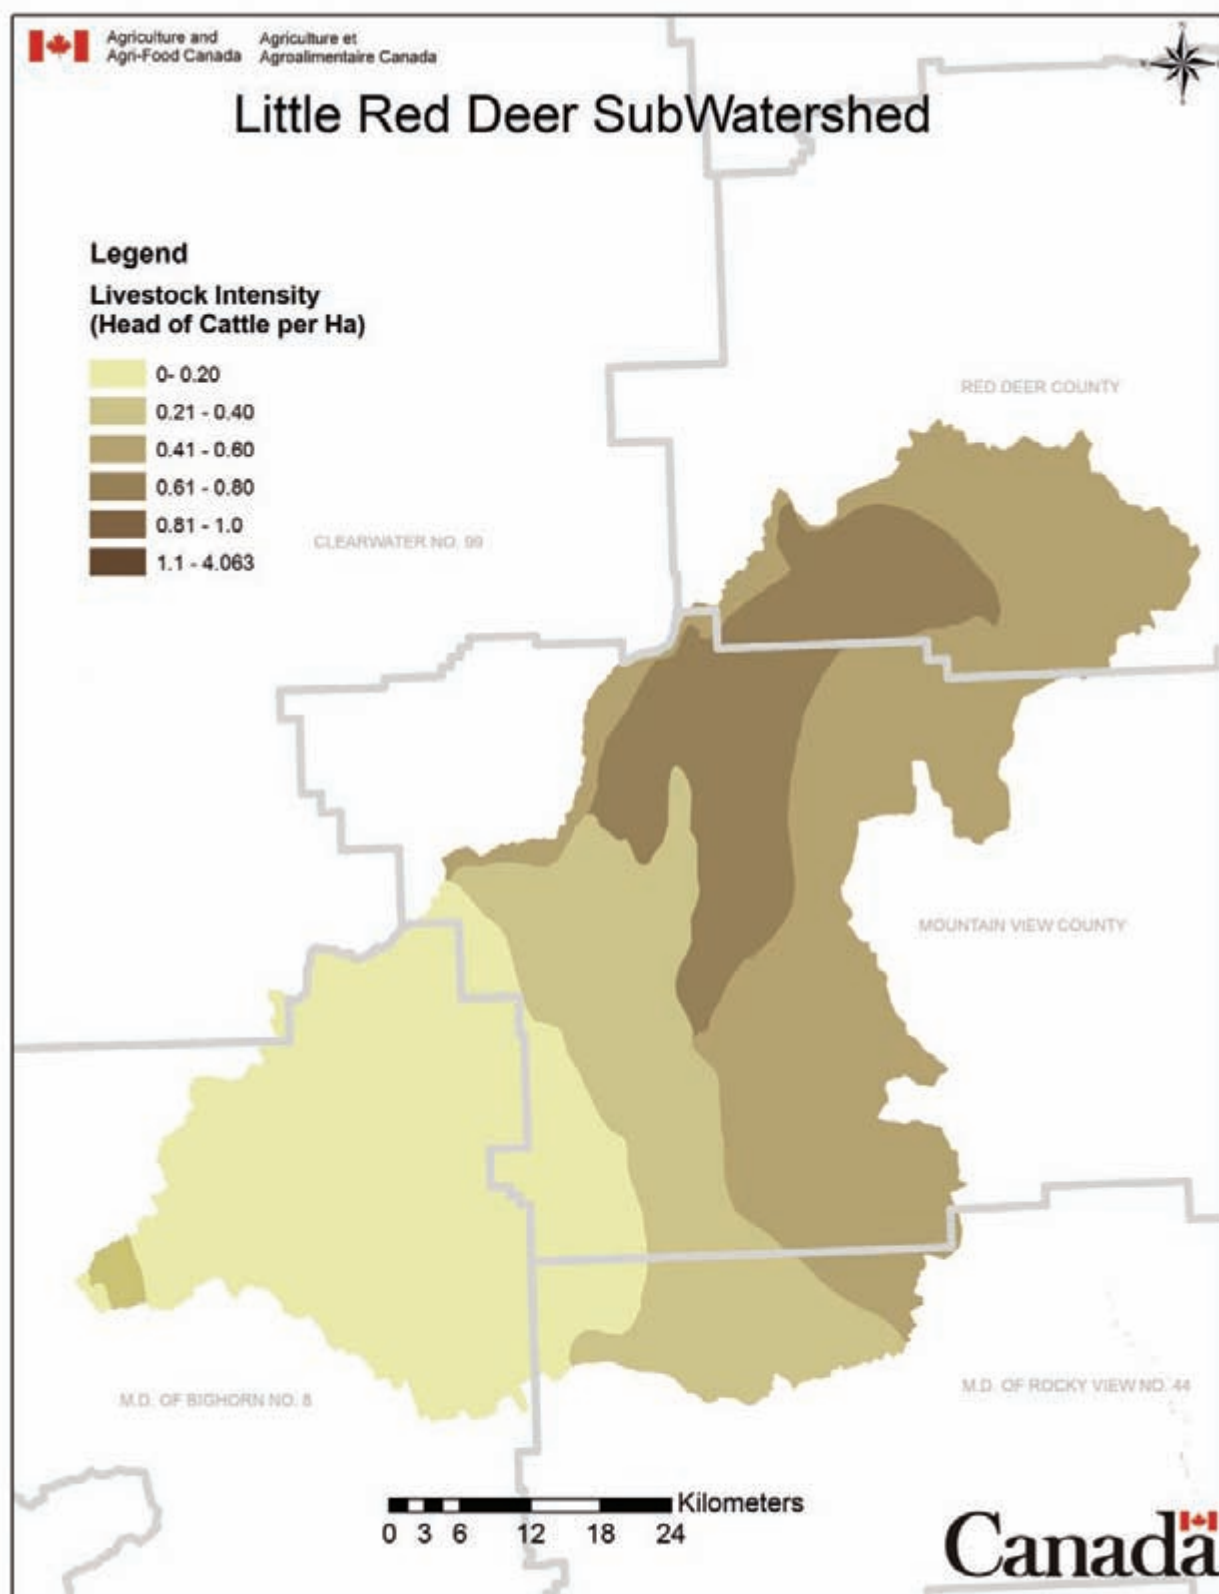 Agriculture and
Agri-Food Canada
Agriculture et
Agroalimentaire Canada
Little Red Deer SubWatershed
Legend
Livestock Intensity
(Head of Cattle per Ha)
0- 0.20
0.21 - 0.40
0.41 - 0.60
0.61 - 0.80
0.81 - 1.0
1.1 - 4.063
RED DEER COUNTY
CLEARWATER NO. 99
MOUNTAIN VIEW COUNTY
M.D. OF BIGHORN NO. 8
M.D. OF ROCKY VIEW NO. 44
Kilometers
0 3 6 12 18 24
Canada